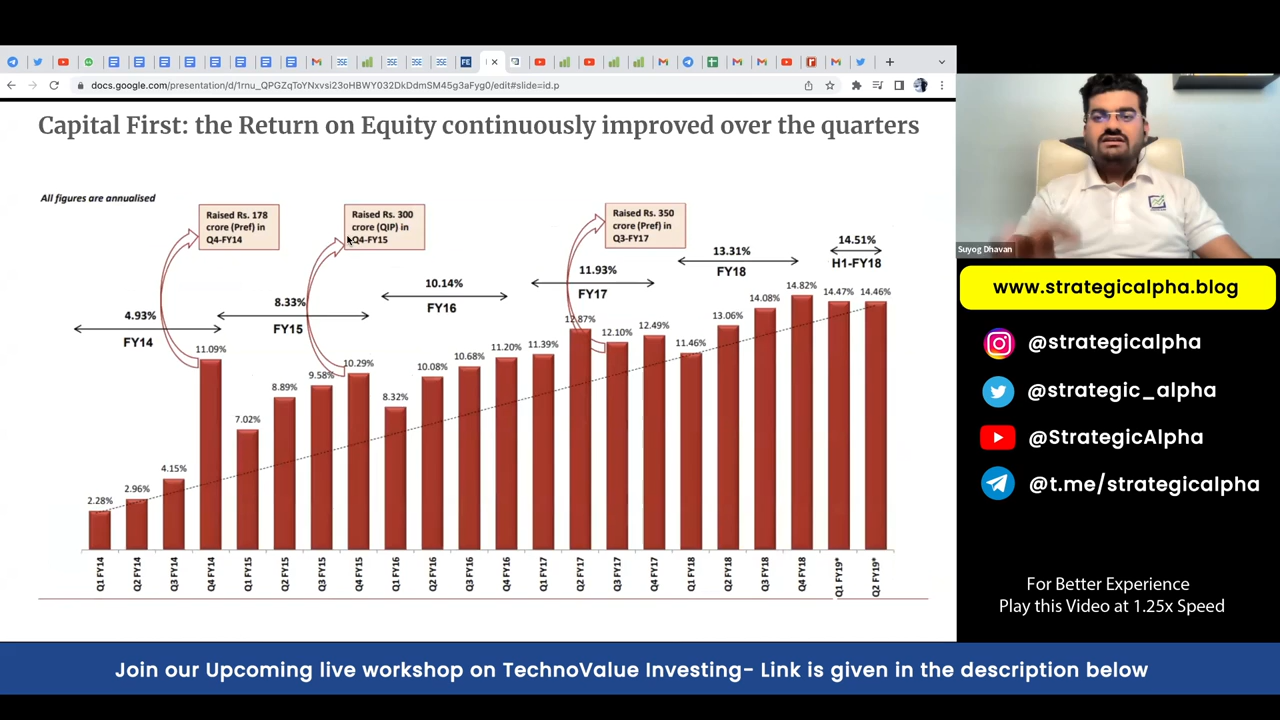 docs.google.com/presentation/d/1rnu_QPGZqToYNxvsi23oHBWY032DkDdmSM45g3aFyg0/edit#slide=id.p
Capital First: the Return on Equity continuously improved over the quarters
All figures are annualised
Raised Rs. 178
crore (Pref) in
Q4-FY14
Raised Rs. 300
crore (QIP) in
Q4-FY15
Raised Rs. 350
crore (Pref) in
Q3-FY17
4.93%
FY14
8.33%
FY15
10.14%
FY16
11.93%
FY17
13.31%
FY18
14.51%
H1-FY18
2.28%
2.96%
4.15%
11.09%
7.02%
8.89%
9.58%
10.29%
8.32%
10.08%
10.68%
11.20%
11.39%
12.87%
12.10%
12.49%
11.46%
13.06%
14.08%
14.82%
14.47%
14.46%
Q1 FY14
Q2 FY14
Q3 FY14
Q4 FY14
Q1 FY15
Q2 FY15
Q3 FY15
Q4 FY15
Q1 FY16
Q2 FY16
Q3 FY16
Q4 FY16
Q1 FY17
Q2 FY17
Q3 FY17
Q4 FY17
Q1 FY18
Q2 FY18
Q3 FY18
Q4 FY18
Q1 FY19*
Q2 FY19*
Suyog Dhavan
www.strategicalpha.blog
@strategicalpha
@strategic_alpha
@StrategicAlpha
@t.me/strategicalpha
For Better Experience
Play this Video at 1.25x Speed
Join our Upcoming live workshop on TechnoValue Investing- Link is given in the description below